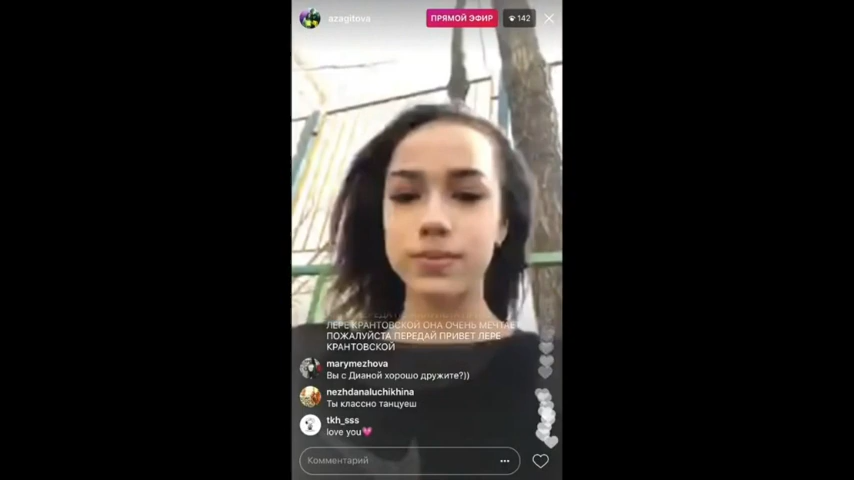 azagitova
ПРЯМОЙ ЭФИР
142
ЛЕРЕ КРАНТОВСКОЙ ОНА ОЧЕНЬ МЕЧТАЕ
ПОЖАЛУЙСТА ПЕРЕДАЙ ПРИВЕТ ЛЕРЕ
КРАНТОВСКОЙ
marymezhova
Вы с Дианой хорошо дружите?))
nezhdanaluchikhina
Ты классно танцуеш
tkh_sss
love you💗
Комментарий